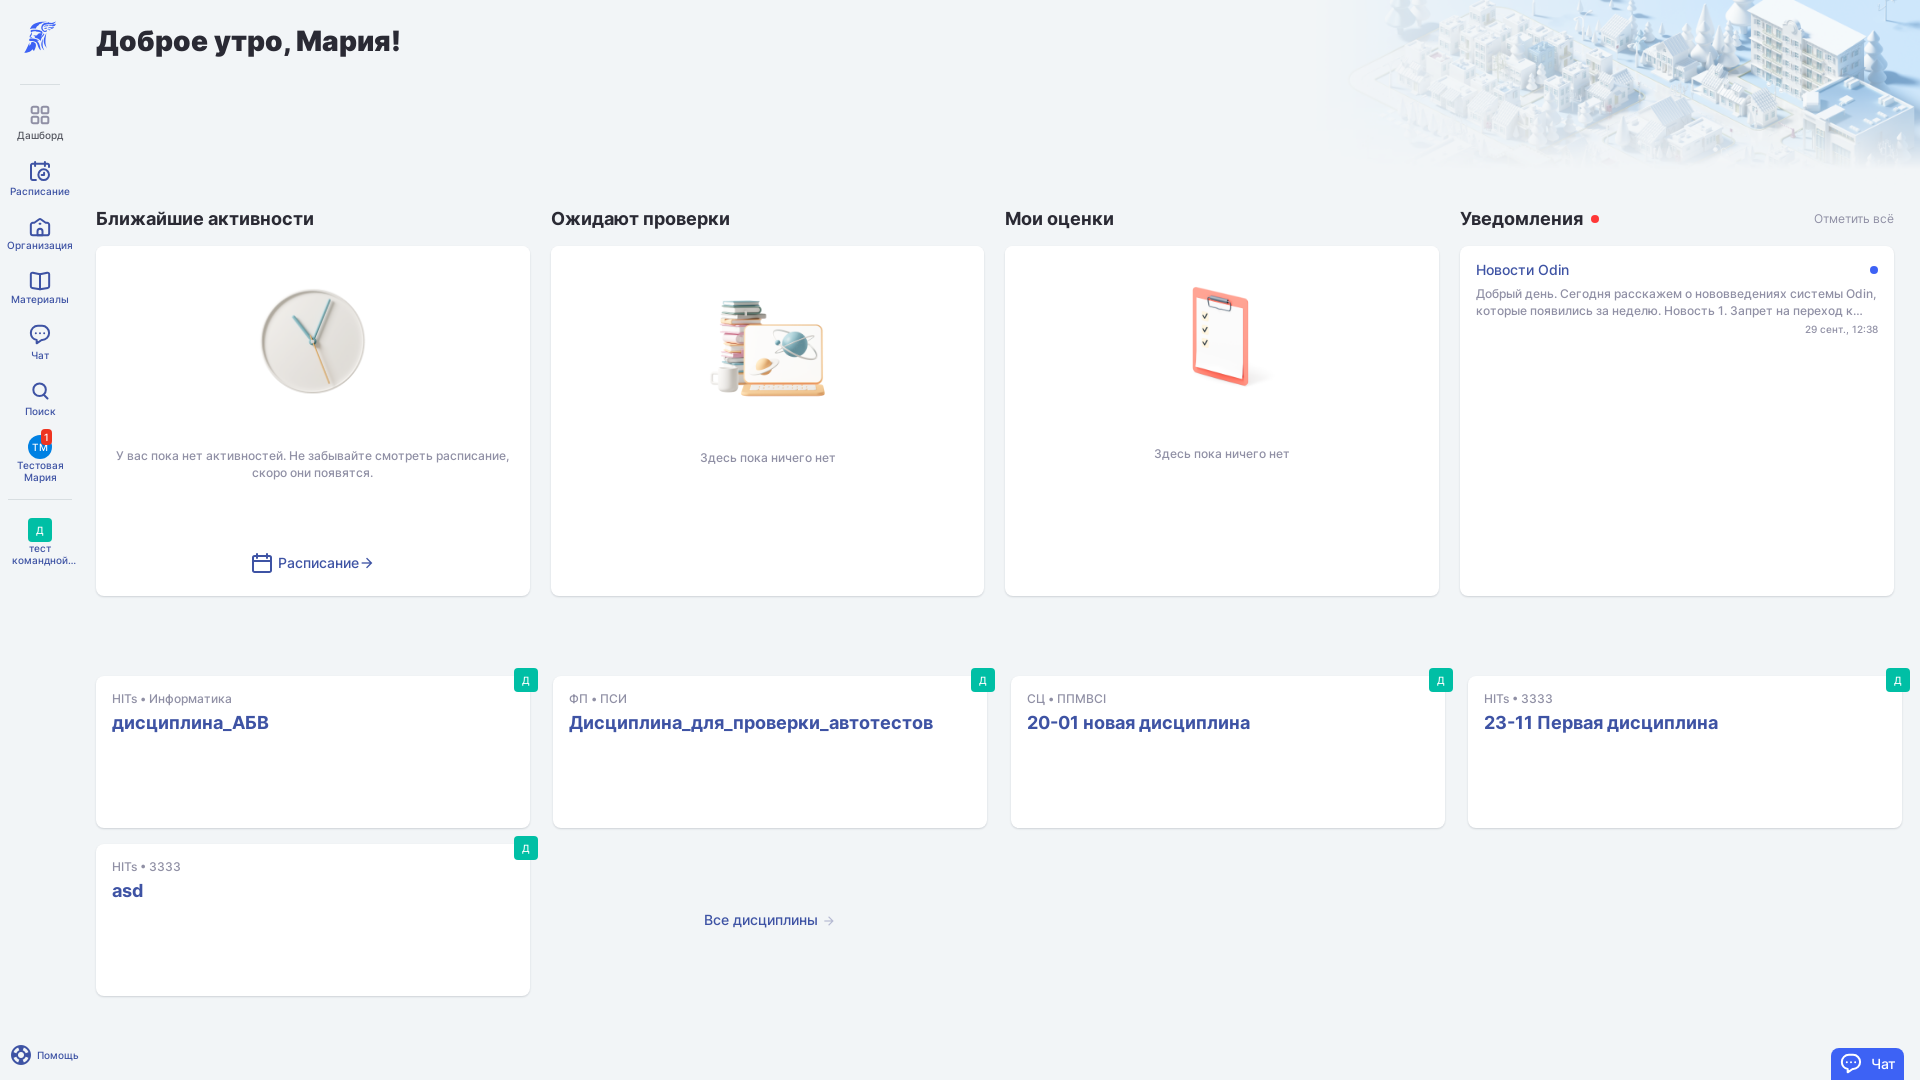 Доброе утро, Мария!
Дашборд
Расписание
Организация
Материалы
Чат
Поиск
ТМ
1
Тестовая
Мария
Д
тест
командной...
Помощь
Ближайшие активности
У вас пока нет активностей. Не забывайте смотреть расписание,
скоро они появятся.
Расписание
Ожидают проверки
Здесь пока ничего нет
Мои оценки
Здесь пока ничего нет
Уведомления
Отметить всё
Новости Odin
Добрый день. Сегодня расскажем о нововведениях системы Odin,
которые появились за неделю. Новость 1. Запрет на переход к...
29 сент., 12:38
Д
HITs • Информатика
дисциплина_АБВ
Д
ФП • ПСИ
Дисциплина_для_проверки_автотестов
Д
СЦ • ППМВCI
20-01 новая дисциплина
Д
HITs • 3333
23-11 Первая дисциплина
Д
HITs • 3333
asd
Все дисциплины
Чат